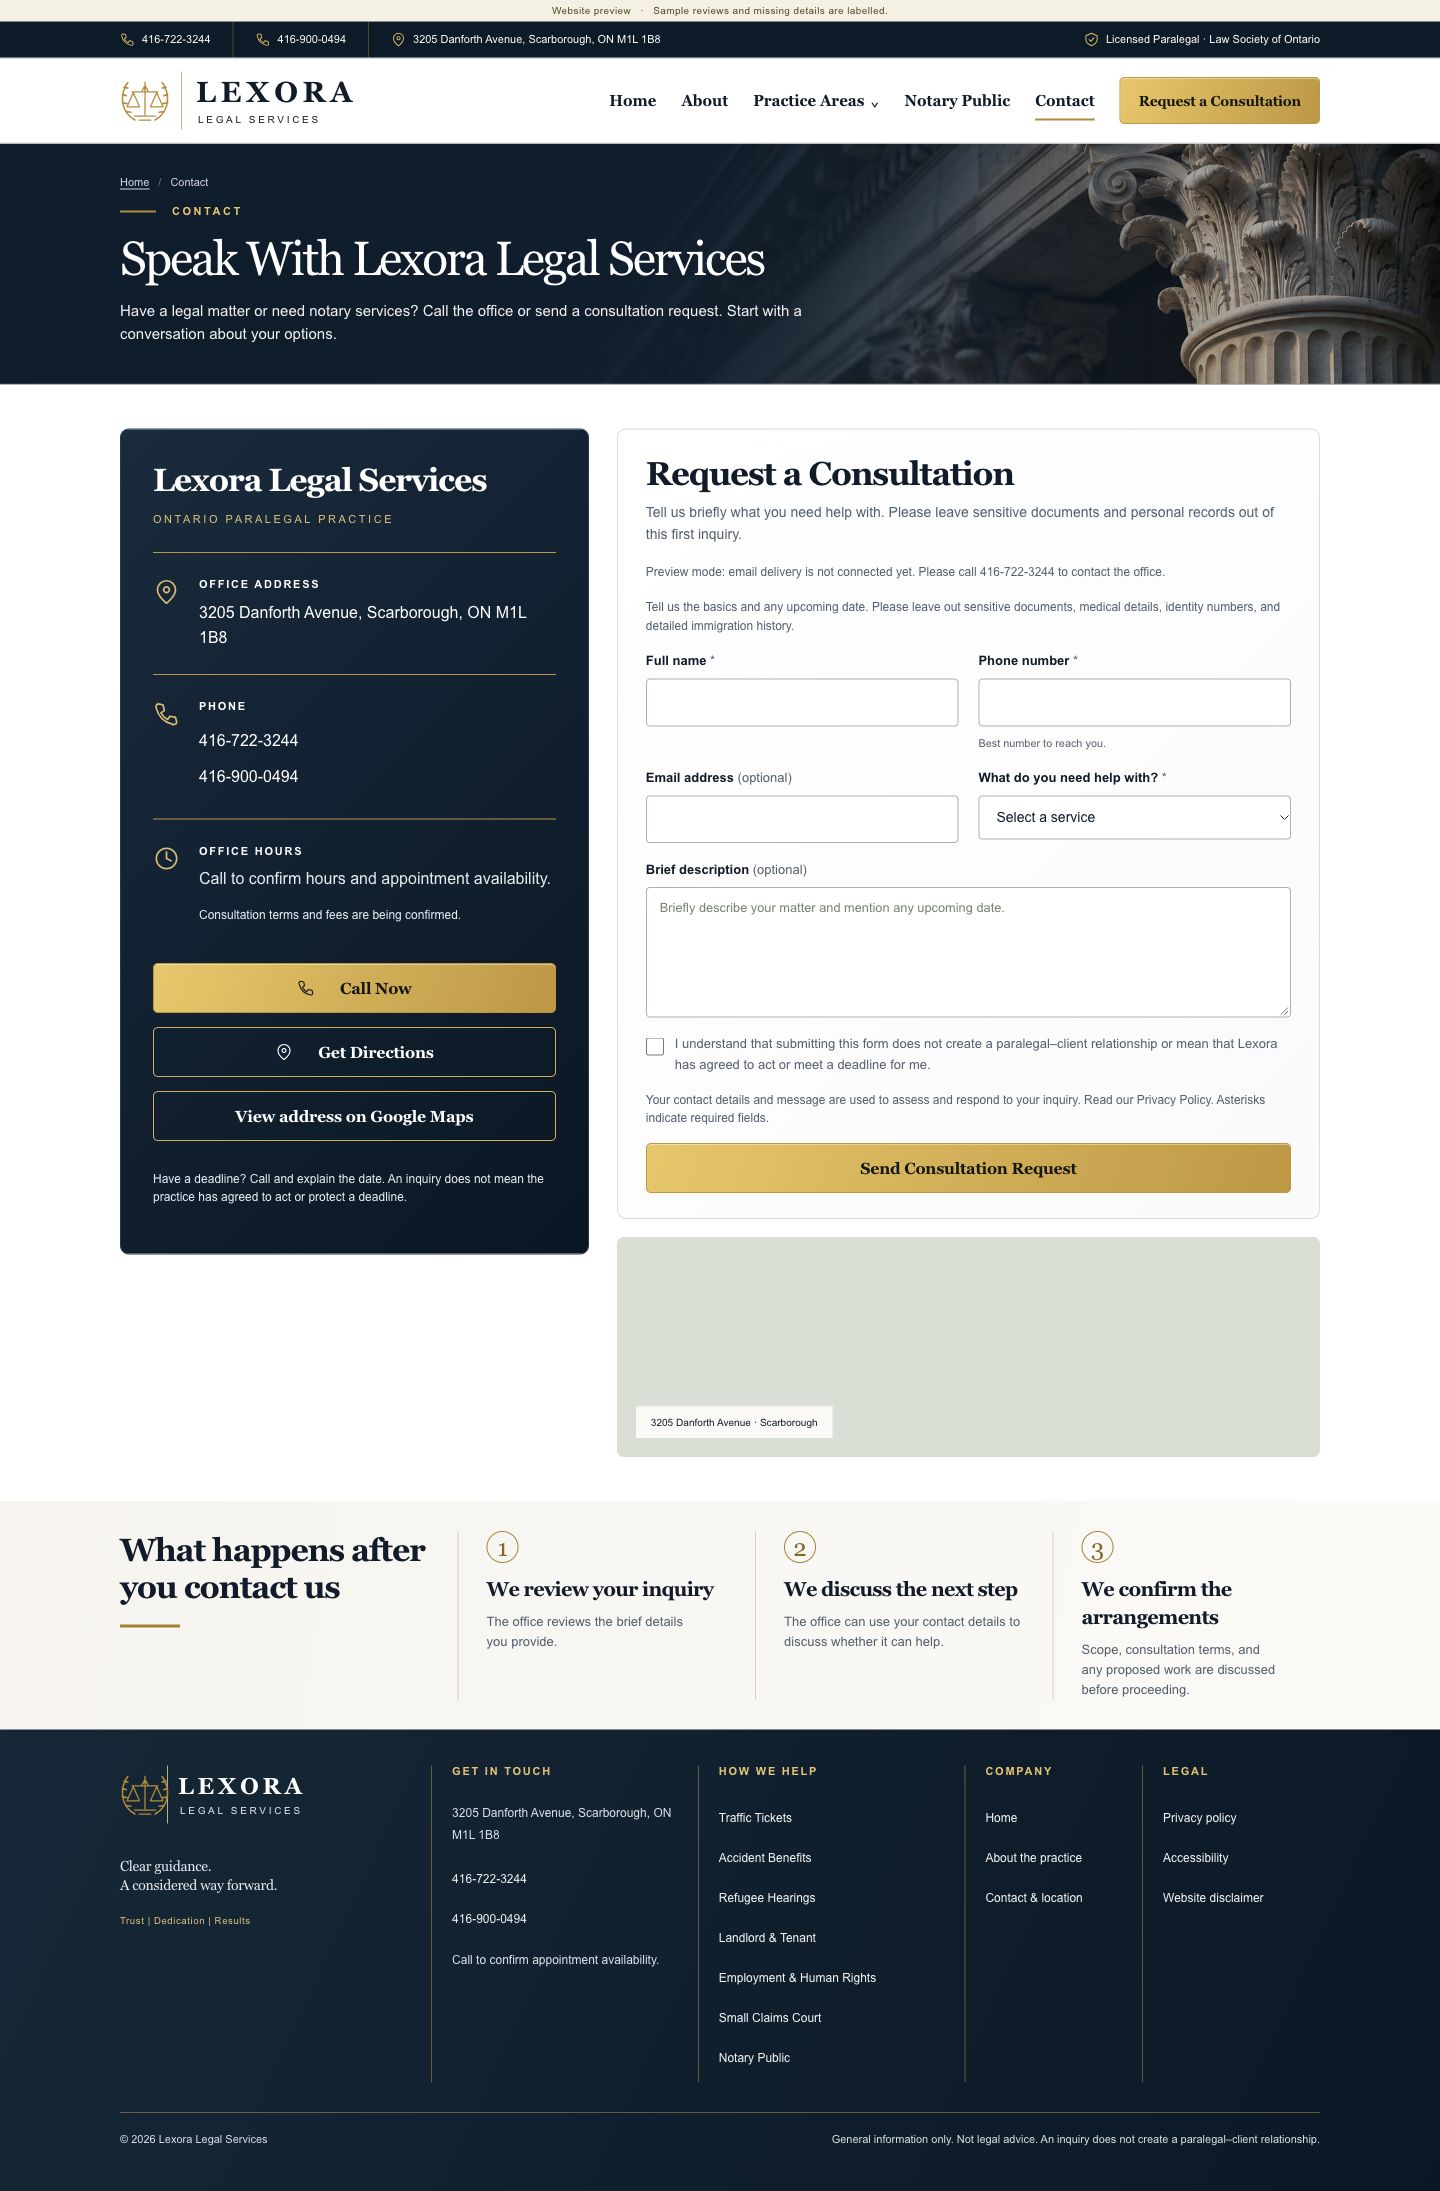 Website preview · Sample reviews and missing details are labelled.
416-722-3244
416-900-0494
3205 Danforth Avenue, Scarborough, ON M1L 1B8
Licensed Paralegal · Law Society of Ontario
LEXORA
LEGAL SERVICES
Home
About
Practice Areas
Notary Public
Contact
Request a Consultation
Home / Contact
CONTACT
Speak With Lexora Legal Services
Have a legal matter or need notary services? Call the office or send a consultation request. Start with a
conversation about your options.
Lexora Legal Services
ONTARIO PARALEGAL PRACTICE
OFFICE ADDRESS
3205 Danforth Avenue, Scarborough, ON M1L
1B8
PHONE
416-722-3244
416-900-0494
OFFICE HOURS
Call to confirm hours and appointment availability.
Consultation terms and fees are being confirmed.
Call Now
Get Directions
View address on Google Maps
Have a deadline? Call and explain the date. An inquiry does not mean the
practice has agreed to act or protect a deadline.
Request a Consultation
Tell us briefly what you need help with. Please leave sensitive documents and personal records out of
this first inquiry.
Preview mode: email delivery is not connected yet. Please call 416-722-3244 to contact the office.
Tell us the basics and any upcoming date. Please leave out sensitive documents, medical details, identity numbers, and
detailed immigration history.
Full name *
Phone number *
Best number to reach you.
Email address (optional)
What do you need help with? *
Select a service
Brief description (optional)
Briefly describe your matter and mention any upcoming date.
I understand that submitting this form does not create a paralegal–client relationship or mean that Lexora
has agreed to act or meet a deadline for me.
Your contact details and message are used to assess and respond to your inquiry. Read our Privacy Policy. Asterisks
indicate required fields.
Send Consultation Request
3205 Danforth Avenue · Scarborough
What happens after
you contact us
1
We review your inquiry
The office reviews the brief details
you provide.
2
We discuss the next step
The office can use your contact details to
discuss whether it can help.
3
We confirm the
arrangements
Scope, consultation terms, and
any proposed work are discussed
before proceeding.
LEXORA
LEGAL SERVICES
Clear guidance.
A considered way forward.
Trust | Dedication | Results
GET IN TOUCH
3205 Danforth Avenue, Scarborough, ON
M1L 1B8
416-722-3244
416-900-0494
Call to confirm appointment availability.
HOW WE HELP
Traffic Tickets
Accident Benefits
Refugee Hearings
Landlord & Tenant
Employment & Human Rights
Small Claims Court
Notary Public
COMPANY
Home
About the practice
Contact & location
LEGAL
Privacy policy
Accessibility
Website disclaimer
© 2026 Lexora Legal Services
General information only. Not legal advice. An inquiry does not create a paralegal–client relationship.